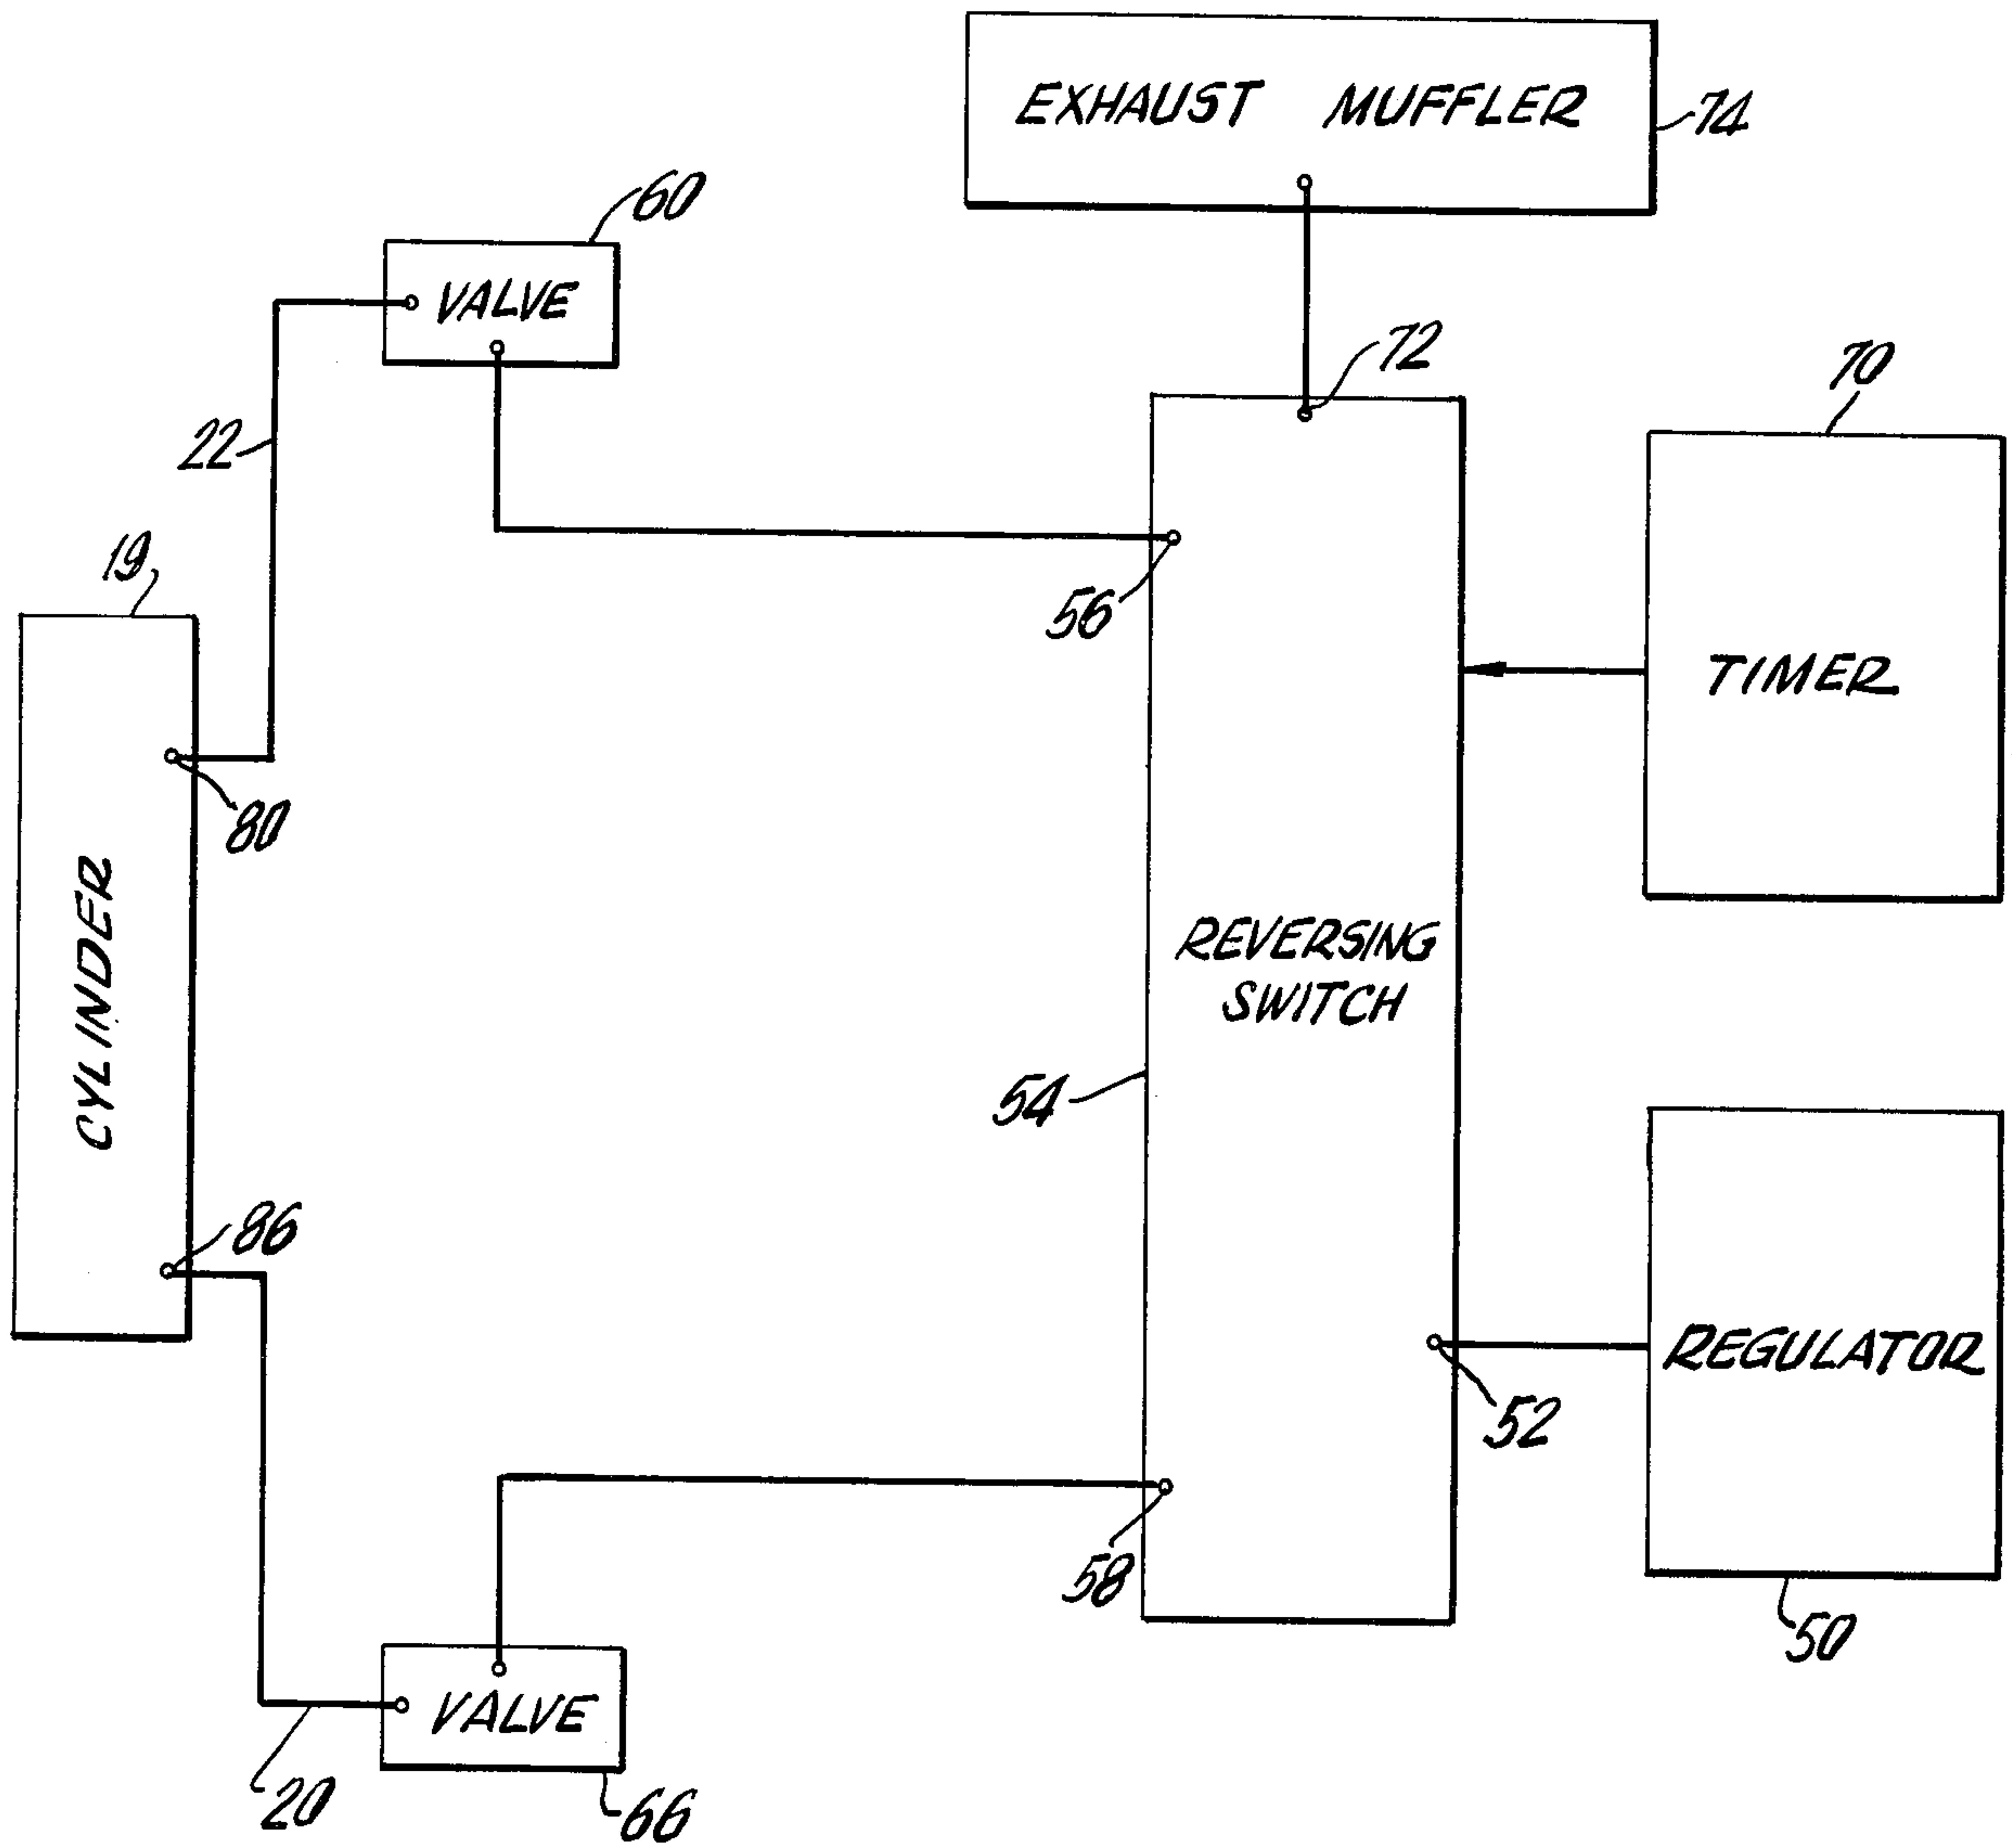 EXHAUST MUFFLER
74
60
VALVE
72
70
22
56
19
TIMER
80
CYLINDER
REVERSING
SWITCH
54
86
REGULATOR
52
58
50
VALVE
20
66